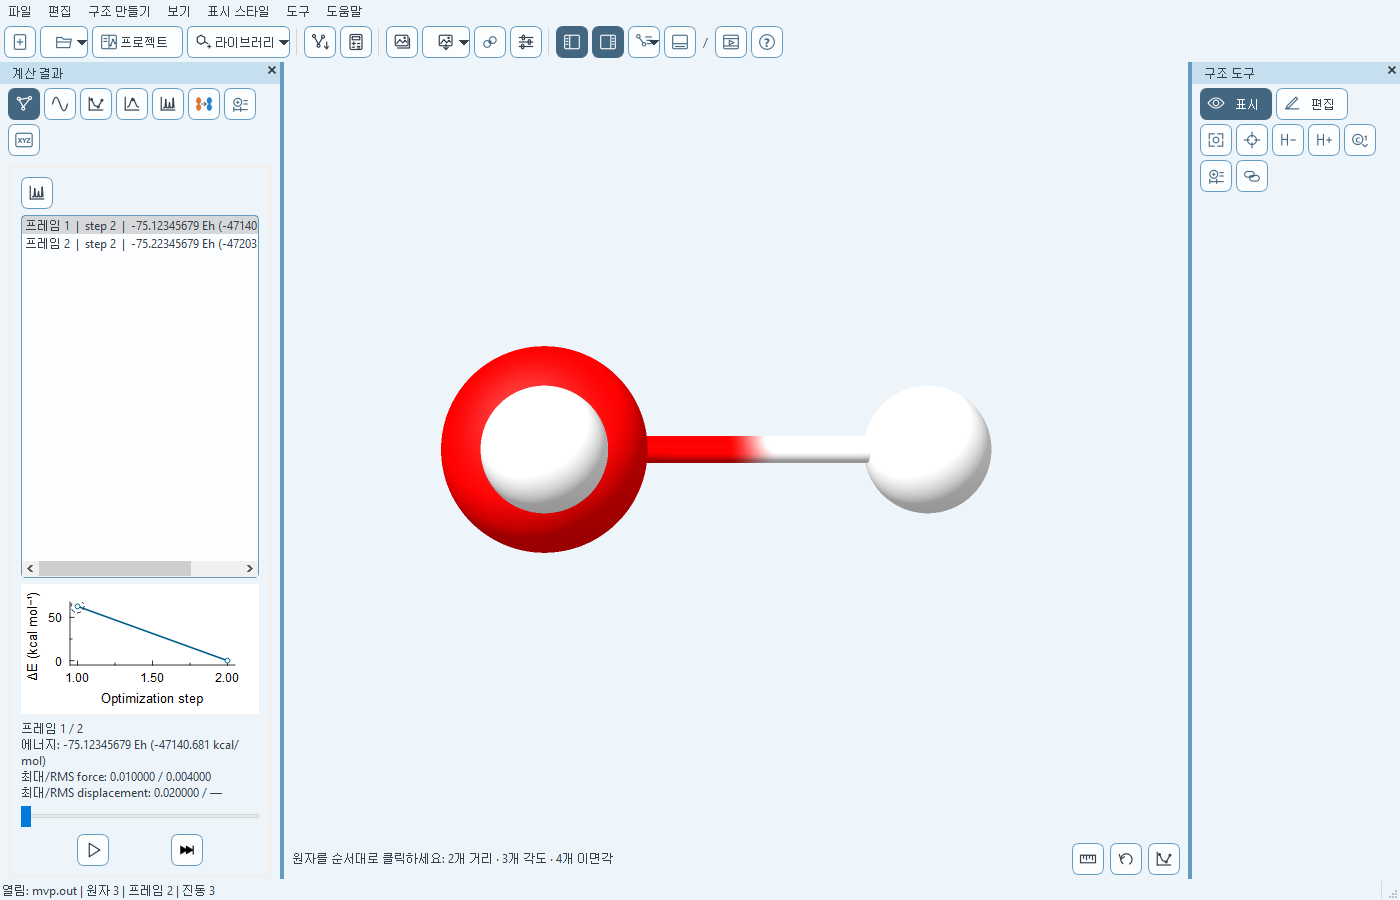 파일 편집 구조 만들기 보기 표시 스타일 도구 도움말
프로젝트 라이브러리 /
계산 결과
XYZ
프레임 1 | step 2 | -75.12345679 Eh (-47140
프레임 2 | step 2 | -75.22345679 Eh (-47203
ΔE (kcal mol⁻¹)
50
0
1.00 1.50 2.00
Optimization step
프레임 1 / 2
에너지: -75.12345679 Eh (-47140.681 kcal/
mol)
최대/RMS force: 0.010000 / 0.004000
최대/RMS displacement: 0.020000 / —
원자를 순서대로 클릭하세요: 2개 거리 · 3개 각도 · 4개 이면각
구조 도구
표시 편집
H− H+ C1
열림: mvp.out | 원자 3 | 프레임 2 | 진동 3